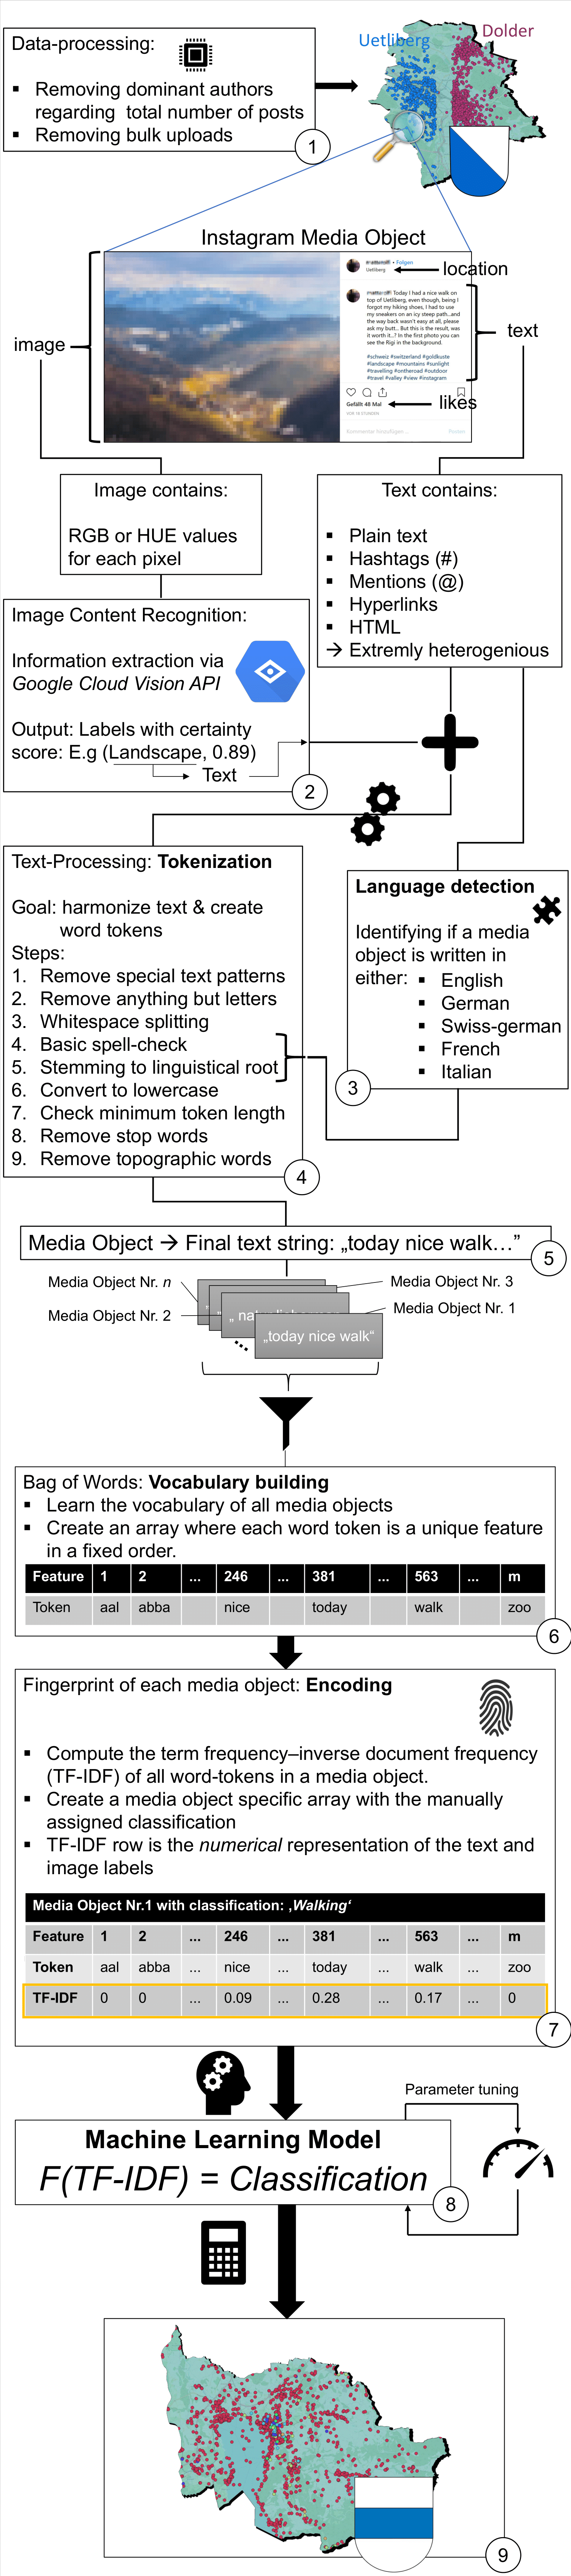 Data-processing:
▪ Removing dominant authors
regarding total number of posts
▪ Removing bulk uploads
1
Uetliberg
Dolder
Instagram Media Object
• Folgen
Uetliberg
location
Today I had a nice walk on
top of Uetliberg, even though, being I
forgot my hiking shoes, I had to use
my sneakers on an icy steep path...and
the way back wasn't easy at all, please
ask my butt... But this is the result, was
it worth it...? In the first photo you can
see the Rigi in the background.
#schweiz #switzerland #goldkuste
#landscape #mountains #sunlight
#travelling #ontheroad #outdoor
#travel #valley #view #instagram
image
text
Gefällt 48 Mal
likes
VOR 18 STUNDEN
Kommentar hinzufügen...
Posten
Image contains:
RGB or HUE values
for each pixel
Text contains:
▪ Plain text
▪ Hashtags (#)
▪ Mentions (@)
▪ Hyperlinks
▪ HTML
→ Extremly heterogenious
Image Content Recognition:
Information extraction via
Google Cloud Vision API
Output: Labels with certainty
score: E.g (Landscape, 0.89)
Text
2
Text-Processing: Tokenization
Goal: harmonize text & create
word tokens
Steps:
1. Remove special text patterns
2. Remove anything but letters
3. Whitespace splitting
4. Basic spell-check
5. Stemming to linguistical root
6. Convert to lowercase
7. Check minimum token length
8. Remove stop words
9. Remove topographic words
4
Language detection
Identifying if a media
object is written in
either: ▪ English
▪ German
▪ Swiss-german
▪ French
▪ Italian
3
Media Object → Final text string: „today nice walk…”
5
Media Object Nr. n
Media Object Nr. 3
Media Object Nr. 2
Media Object Nr. 1
„today nice walk“
Bag of Words: Vocabulary building
▪ Learn the vocabulary of all media objects
▪ Create an array where each word token is a unique feature
in a fixed order.
Feature 1 2 ... 246 ... 381 ... 563 ... m
Token aal abba nice today walk zoo
6
Fingerprint of each media object: Encoding
▪ Compute the term frequency–inverse document frequency
(TF-IDF) of all word-tokens in a media object.
▪ Create a media object specific array with the manually
assigned classification
▪ TF-IDF row is the numerical representation of the text and
image labels
Media Object Nr.1 with classification: ‚Walking‘
Feature 1 2 ... 246 ... 381 ... 563 ... m
Token aal abba ... nice ... today ... walk ... zoo
TF-IDF 0 0 ... 0.09 ... 0.28 ... 0.17 ... 0
7
Parameter tuning
Machine Learning Model
F(TF-IDF) = Classification
8
9